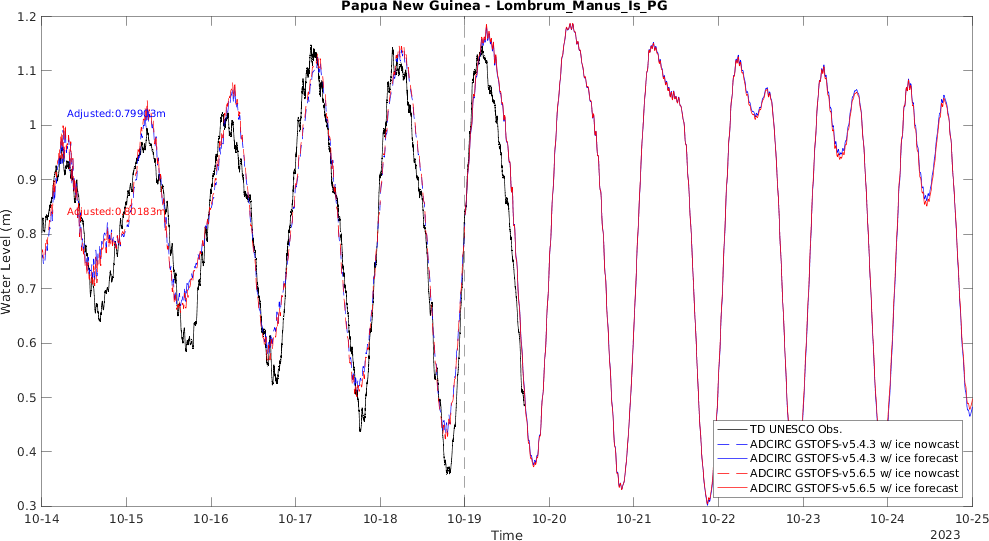 Papua New Guinea - Lombrum_Manus_Is_PG
Water Level (m)
1.2
1.1
1
0.9
0.8
0.7
0.6
0.5
0.4
0.3
Adjusted:0.80183m
TD UNESCO Obs.
ADCIRC GSTOFS-v5.4.3 w/ ice nowcast
ADCIRC GSTOFS-v5.4.3 w/ ice forecast
ADCIRC GSTOFS-v5.6.5 w/ ice nowcast
ADCIRC GSTOFS-v5.6.5 w/ ice forecast
10-14 10-15 10-16 10-17 10-18 10-19 10-20 10-21 10-22 10-23 10-24 10-25
Time
2023